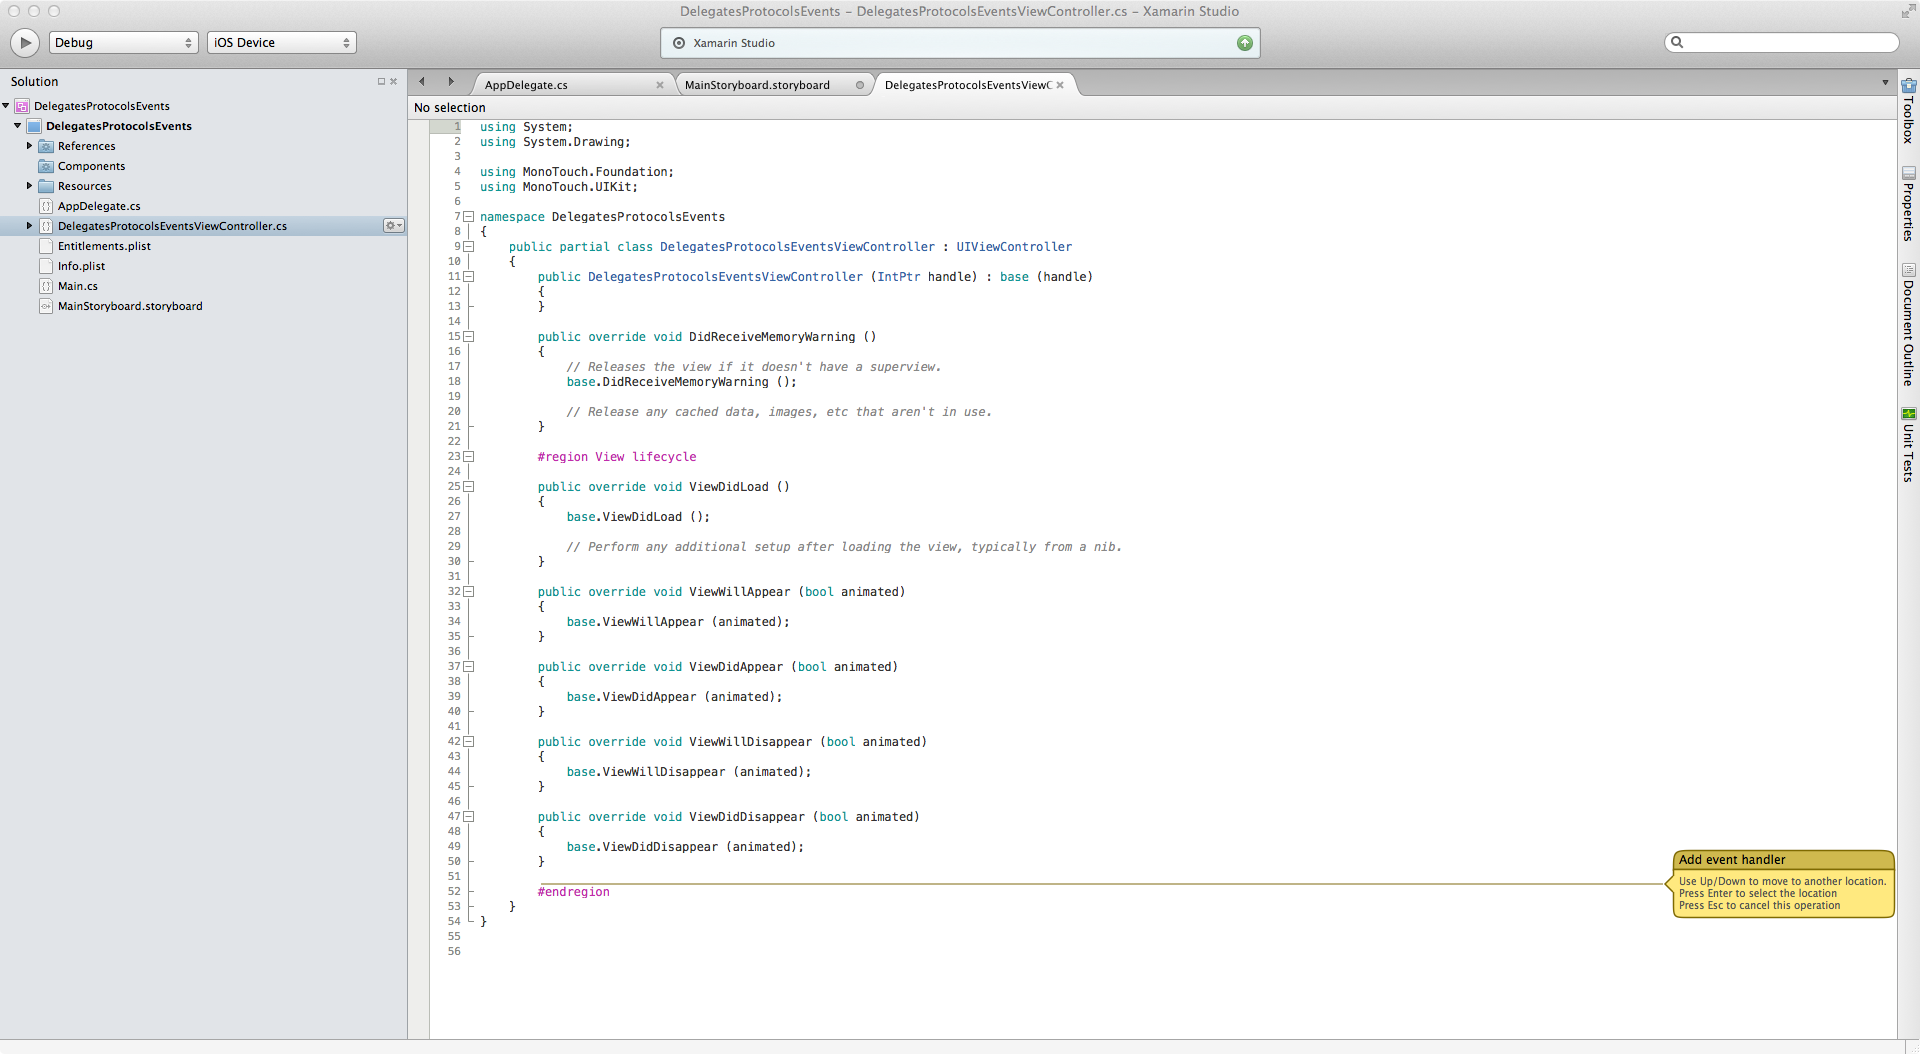 DelegatesProtocolsEvents – DelegatesProtocolsEventsViewController.cs – Xamarin Studio
Debug
iOS Device
Xamarin Studio
Solution
DelegatesProtocolsEvents
DelegatesProtocolsEvents
References
Components
Resources
AppDelegate.cs
DelegatesProtocolsEventsViewController.cs
Entitlements.plist
Info.plist
Main.cs
MainStoryboard.storyboard
AppDelegate.cs
MainStoryboard.storyboard
DelegatesProtocolsEventsViewC
No selection
1 using System;
2 using System.Drawing;
3
4 using MonoTouch.Foundation;
5 using MonoTouch.UIKit;
6
7 namespace DelegatesProtocolsEvents
8 {
9 public partial class DelegatesProtocolsEventsViewController : UIViewController
10 {
11 public DelegatesProtocolsEventsViewController (IntPtr handle) : base (handle)
12 {
13 }
14
15 public override void DidReceiveMemoryWarning ()
16 {
17 // Releases the view if it doesn't have a superview.
18 base.DidReceiveMemoryWarning ();
19
20 // Release any cached data, images, etc that aren't in use.
21 }
22
23 #region View lifecycle
24
25 public override void ViewDidLoad ()
26 {
27 base.ViewDidLoad ();
28
29 // Perform any additional setup after loading the view, typically from a nib.
30 }
31
32 public override void ViewWillAppear (bool animated)
33 {
34 base.ViewWillAppear (animated);
35 }
36
37 public override void ViewDidAppear (bool animated)
38 {
39 base.ViewDidAppear (animated);
40 }
41
42 public override void ViewWillDisappear (bool animated)
43 {
44 base.ViewWillDisappear (animated);
45 }
46
47 public override void ViewDidDisappear (bool animated)
48 {
49 base.ViewDidDisappear (animated);
50 }
51
52 #endregion
53 }
54 }
55
56
Add event handler
Use Up/Down to move to another location.
Press Enter to select the location
Press Esc to cancel this operation
Toolbox
Properties
Document Outline
Unit Tests